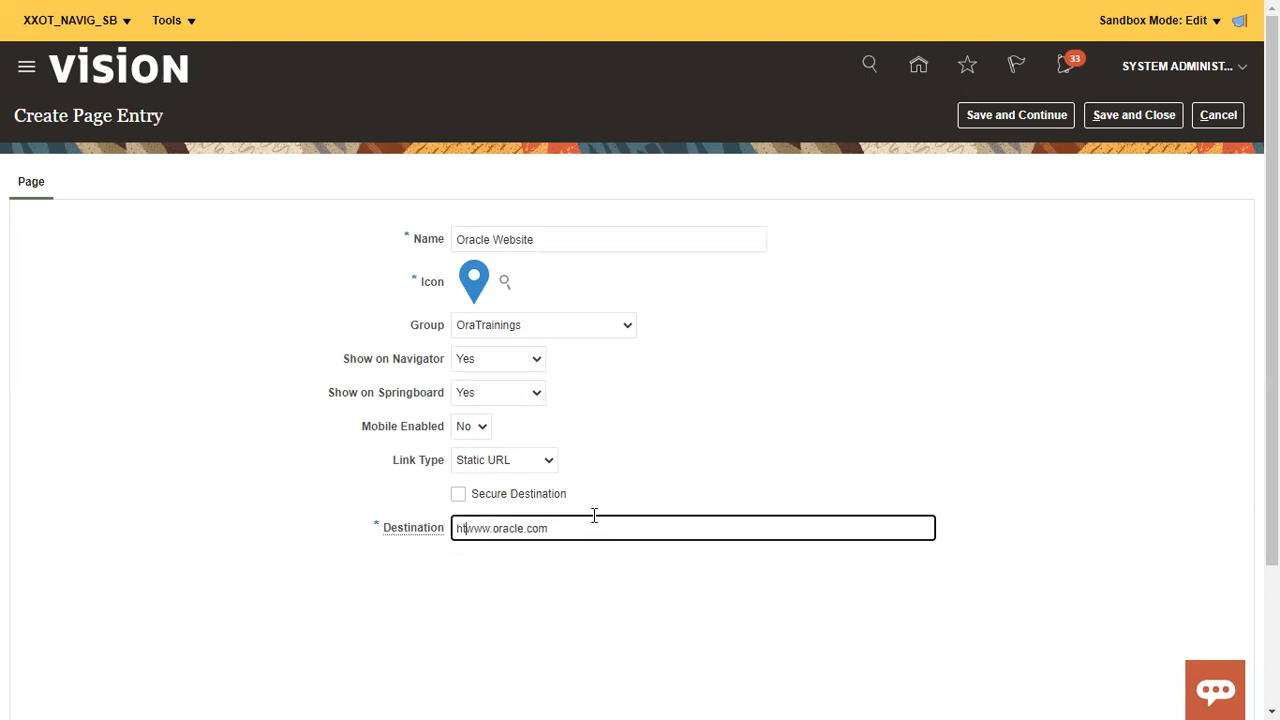 XXOT_NAVIG_SB Tools Sandbox Mode: Edit
vision 33 SYSTEM ADMINIST...
Create Page Entry Save and Continue Save and Close Cancel
Page
* Name Oracle Website
* Icon
Group OraTrainings
Show on Navigator Yes
Show on Springboard Yes
Mobile Enabled No
Link Type Static URL
Secure Destination
* Destination htwww.oracle.com